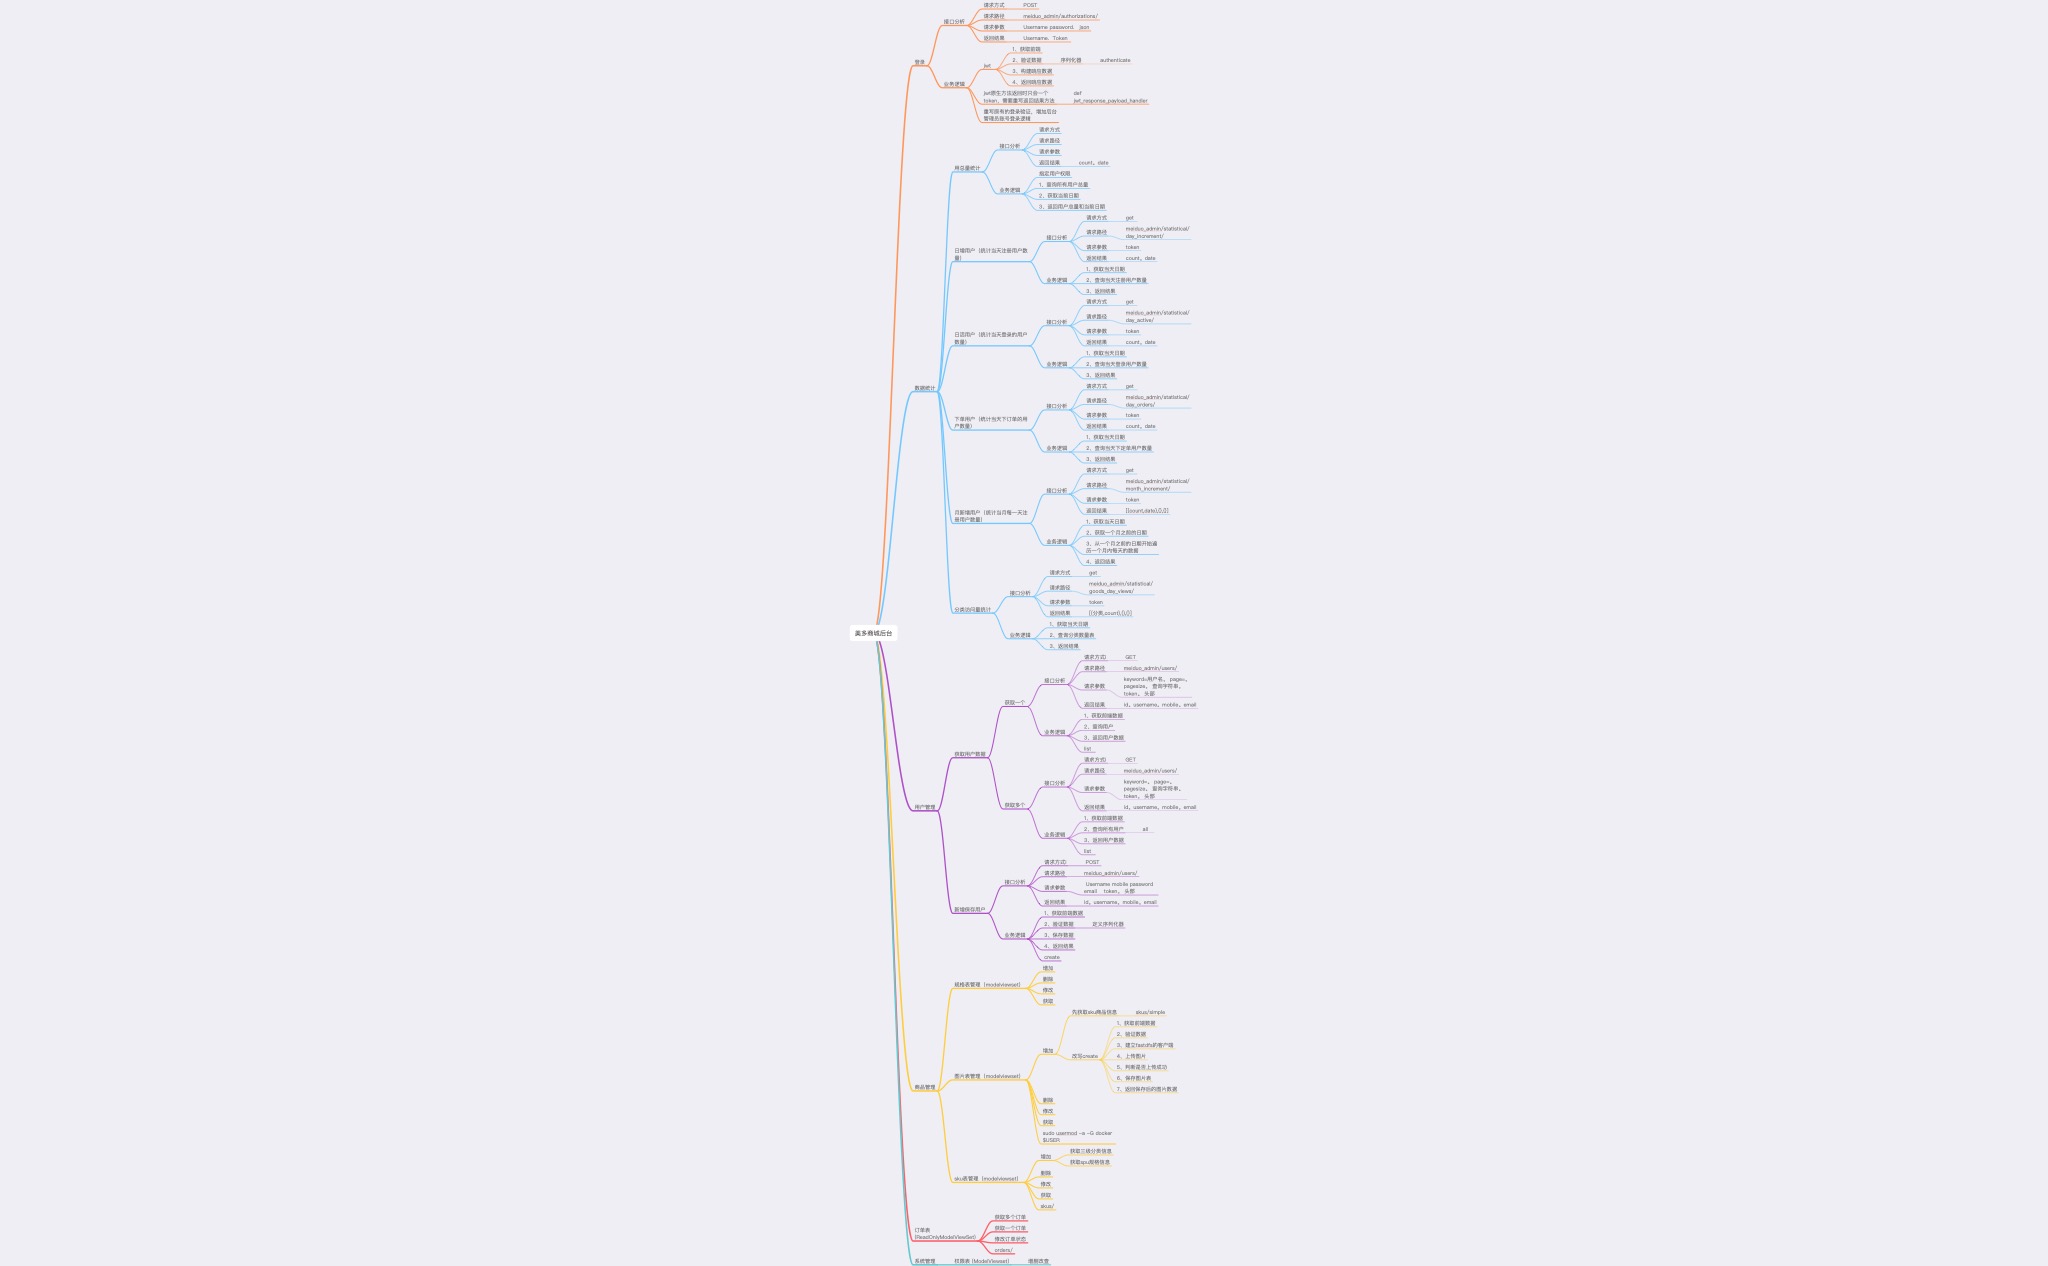 请求方式 POST
请求路径 meiduo_admin/authorizations/
接口分析
请求参数 Username password、 json
返回结果 Username、Token
1、获取前端
登录
2、验证数据 序列化器 authenticate
jwt
3、构建响应数据
业务逻辑
4、返回响应数据
jwt原生方法返回时只会一个 def
token，需要重写返回结果方法 jwt_response_payload_handler
重写原有的登录验证，增加后台
管理员账号登录逻辑
请求方式
请求路径
接口分析
请求参数
返回结果 count，date
用总量统计
指定用户权限
1、查询所有用户总量
业务逻辑
2、获取当前日期
3、返回用户总量和当前日期
请求方式 get
请求路径 meiduo_admin/statistical/
day_increment/
接口分析
请求参数 token
日增用户（统计当天注册用户数
量）
返回结果 count，date
1、获取当天日期
业务逻辑
2、查询当天注册用户数量
3、返回结果
请求方式 get
请求路径 meiduo_admin/statistical/
day_active/
接口分析
请求参数 token
日活用户（统计当天登录的用户
数量）
返回结果 count，date
1、获取当天日期
业务逻辑
2、查询当天登录用户数量
3、返回结果
数据统计
请求方式 get
请求路径 meiduo_admin/statistical/
day_orders/
接口分析
请求参数 token
下单用户（统计当天下订单的用
户数量）
返回结果 count，date
1、获取当天日期
业务逻辑
2、查询当天下定单用户数量
3、返回结果
请求方式 get
请求路径 meiduo_admin/statistical/
month_increment/
接口分析
请求参数 token
返回结果 [{count,date},{},{}]
月新增用户（统计当月每一天注
册用户数量）
1、获取当天日期
2、获取一个月之前的日期
业务逻辑
3、从一个月之前的日期开始遍
历一个月内每天的数据
4、返回结果
请求方式 get
请求路径 meiduo_admin/statistical/
goods_day_views/
接口分析
请求参数 token
返回结果 [{分类,count},{},{}]
分类访问量统计
1、获取当天日期
业务逻辑
2、查询分类数量表
3、返回结果
美多商城后台
请求方式) GET
请求路径 meiduo_admin/users/
接口分析
请求参数 keyword=用户名， page=，
pagesize，查询字符串，
token， 头部
返回结果 id，username，mobile，email
获取一个
1、获取前端数据
2、查询用户
业务逻辑
3、返回用户数据
list
获取用户数据
请求方式) GET
请求路径 meiduo_admin/users/
接口分析
请求参数 keyword=， page=，
pagesize， 查询字符串，
token， 头部
返回结果 id，username，mobile，email
获取多个
1、获取前端数据
2、查询所有用户 all
业务逻辑
3、返回用户数据
list
用户管理
请求方式) POST
请求路径 meiduo_admin/users/
接口分析
请求参数 Username mobile password
email token， 头部
返回结果 id，username，mobile，email
新增保存用户
1、获取前端数据
2、验证数据 定义序列化器
业务逻辑
3、保存数据
4、返回结果
create
增加
删除
规格表管理（modelviewset）
修改
获取
先获取sku商品信息 skus/simple
1、获取前端数据
2、验证数据
3、建立fastdfs的客户端
增加
改写create
4、上传图片
5、判断是否上传成功
6、保存图片表
7、返回保存后的图片数据
图片表管理（modelviewset）
商品管理
删除
修改
获取
sudo usermod -a -G docker
$USER
获取三级分类信息
增加
获取spu规格信息
删除
sku表管理（modelviewset）
修改
获取
skus/
获取多个订单
订单表
(ReadOnlyModelViewSet)
获取一个订单
修改订单状态
orders/
系统管理 权限表 (ModelViewset) 增删改查